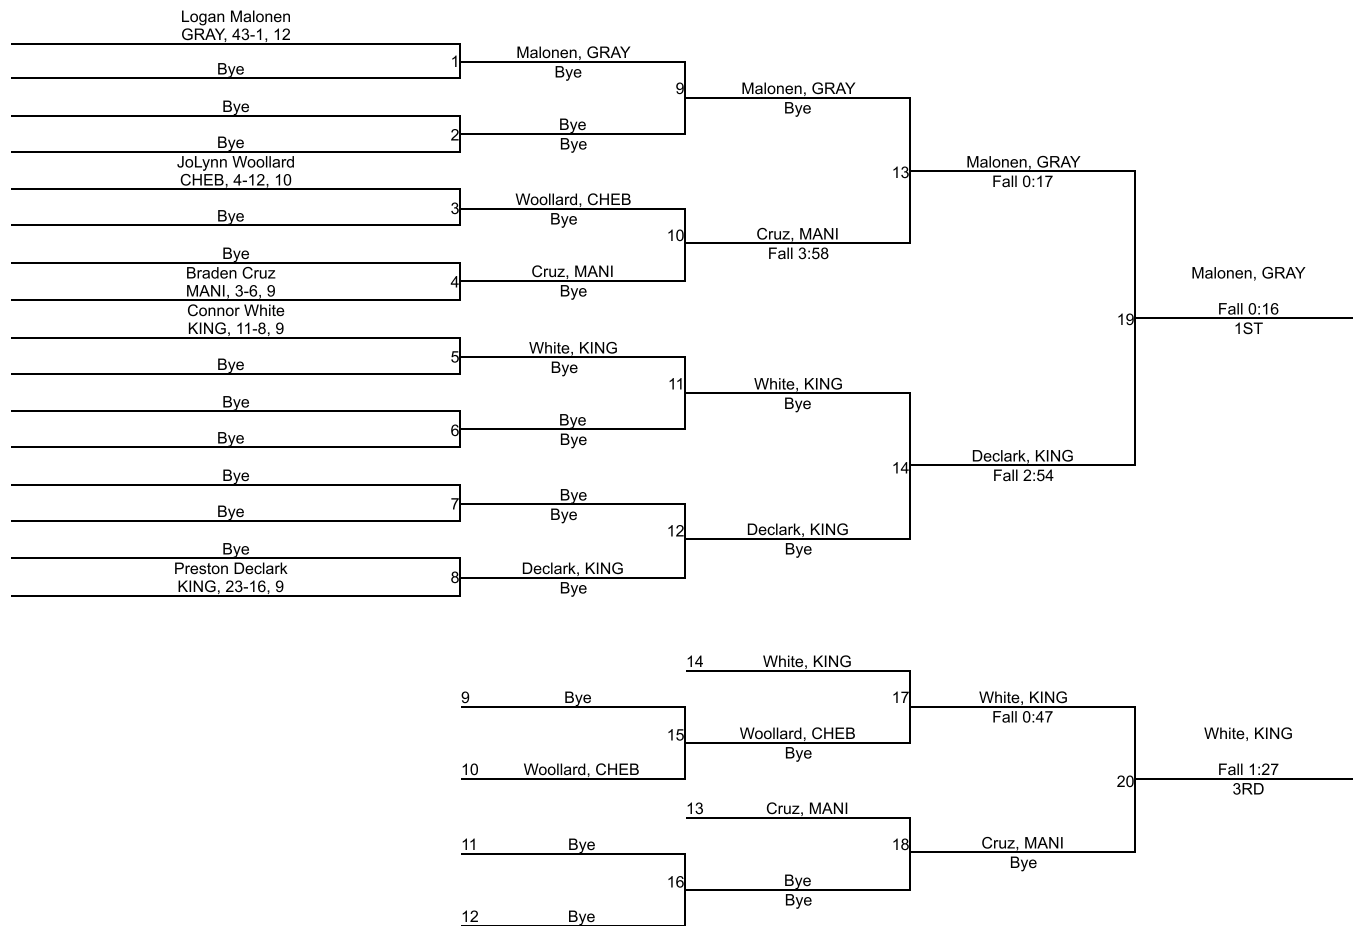 Logan Malonen
GRAY, 43-1, 12
Bye
1
Bye
Bye
2
JoLynn Woollard
CHEB, 4-12, 10
Bye
3
Bye
Braden Cruz
MANI, 3-6, 9
4
Connor White
KING, 11-8, 9
Bye
5
Bye
Bye
6
Bye
Bye
7
Bye
Preston Declark
KING, 23-16, 9
8
Malonen, GRAY
Bye
Bye
Bye
9
Woollard, CHEB
Bye
Cruz, MANI
Bye
10
White, KING
Bye
Bye
Bye
11
Bye
Bye
Declark, KING
Bye
12
Malonen, GRAY
Bye
Cruz, MANI
Fall 3:58
13
White, KING
Bye
Declark, KING
Bye
14
Malonen, GRAY
Fall 0:17
Declark, KING
Fall 2:54
19
Malonen, GRAY
Fall 0:16
1ST
14 White, KING
9 Bye
10 Woollard, CHEB
15
Woollard, CHEB
Bye
17
13 Cruz, MANI
11 Bye
12 Bye
16
Bye
Bye
18
White, KING
Fall 0:47
Cruz, MANI
Bye
20
White, KING
Fall 1:27
3RD